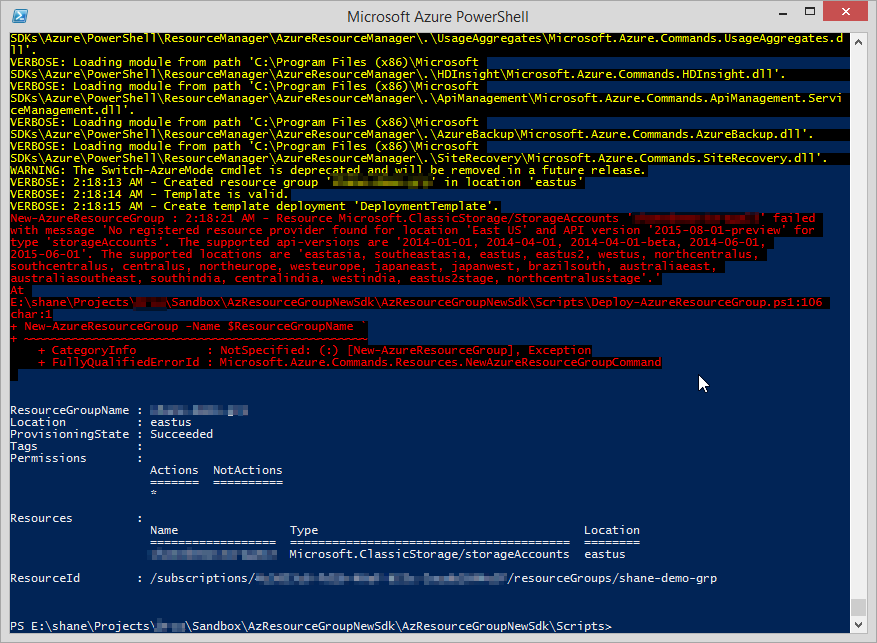 Microsoft Azure PowerShell
SDKs\Azure\PowerShell\ResourceManager\AzureResourceManager\.\UsageAggregates\Microsoft.Azure.Commands.UsageAggregates.d
ll'.
VERBOSE: Loading module from path 'C:\Program Files (x86)\Microsoft
SDKs\Azure\PowerShell\ResourceManager\AzureResourceManager\.\HDInsight\Microsoft.Azure.Commands.HDInsight.dll'.
VERBOSE: Loading module from path 'C:\Program Files (x86)\Microsoft
SDKs\Azure\PowerShell\ResourceManager\AzureResourceManager\.\ApiManagement\Microsoft.Azure.Commands.ApiManagement.Servi
ceManagement.dll'.
VERBOSE: Loading module from path 'C:\Program Files (x86)\Microsoft
SDKs\Azure\PowerShell\ResourceManager\AzureResourceManager\.\AzureBackup\Microsoft.Azure.Commands.AzureBackup.dll'.
VERBOSE: Loading module from path 'C:\Program Files (x86)\Microsoft
SDKs\Azure\PowerShell\ResourceManager\AzureResourceManager\.\SiteRecovery\Microsoft.Azure.Commands.SiteRecovery.dll'.
WARNING: The Switch-AzureMode cmdlet is deprecated and will be removed in a future release.
VERBOSE: 2:18:13 AM - Created resource group '' in location 'eastus'
VERBOSE: 2:18:14 AM - Template is valid.
VERBOSE: 2:18:15 AM - Create template deployment 'DeploymentTemplate'.
New-AzureResourceGroup : 2:18:21 AM - Resource Microsoft.ClassicStorage/StorageAccounts '' failed
with message 'No registered resource provider found for location 'East US' and API version '2015-08-01-preview' for
type 'storageAccounts'. The supported api-versions are '2014-01-01, 2014-04-01, 2014-04-01-beta, 2014-06-01,
2015-06-01'. The supported locations are 'eastasia, southeastasia, eastus, eastus2, westus, northcentralus,
southcentralus, centralus, northeurope, westeurope, japaneast, japanwest, brazilsouth, australiaeast,
australiasoutheast, southindia, centralindia, westindia, eastus2stage, northcentralusstage'.'
At
E:\shane\Projects\\Sandbox\AzResourceGroupNewSdk\AzResourceGroupNewSdk\Scripts\Deploy-AzureResourceGroup.ps1:106
char:1
+ New-AzureResourceGroup -Name $ResourceGroupName `
+ ~~~~~~~~~~~~~~~~~~~~~~~~~~~~~~~~~~~~~~~~~~~~~~~~~
+ CategoryInfo : NotSpecified: (:) [New-AzureResourceGroup], Exception
+ FullyQualifiedErrorId : Microsoft.Azure.Commands.Resources.NewAzureResourceGroupCommand
ResourceGroupName :
Location : eastus
ProvisioningState : Succeeded
Tags :
Permissions :
Actions NotActions
======= ==========
*
Resources :
Name Type Location
================== ======================================== ========
Microsoft.ClassicStorage/storageAccounts eastus
ResourceId : /subscriptions//resourceGroups/shane-demo-grp
PS E:\shane\Projects\\Sandbox\AzResourceGroupNewSdk\AzResourceGroupNewSdk\Scripts>